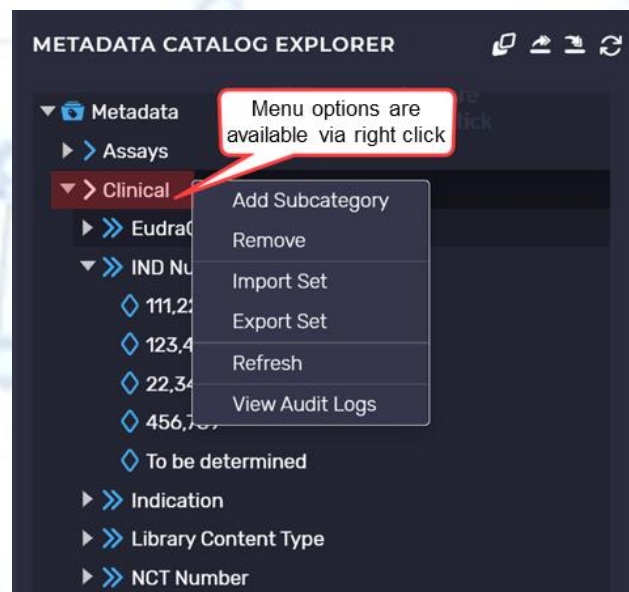 METADATA CATALOG EXPLORER
Metadata
Menu options are
available via right click
Assays
Clinical
Add Subcategory
Remove
Import Set
Export Set
Refresh
View Audit Logs
IND
To be determined
Indication
Library Content Type
NCT Number